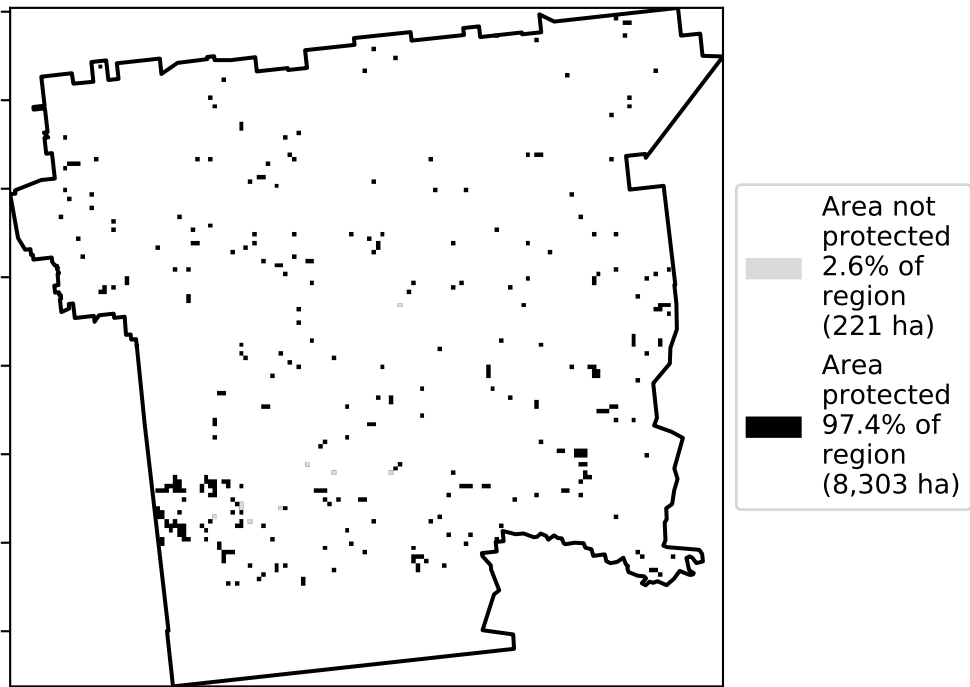 Area not
protected
2.6% of
region
(221 ha)
Area
protected
97.4% of
region
(8,303 ha)